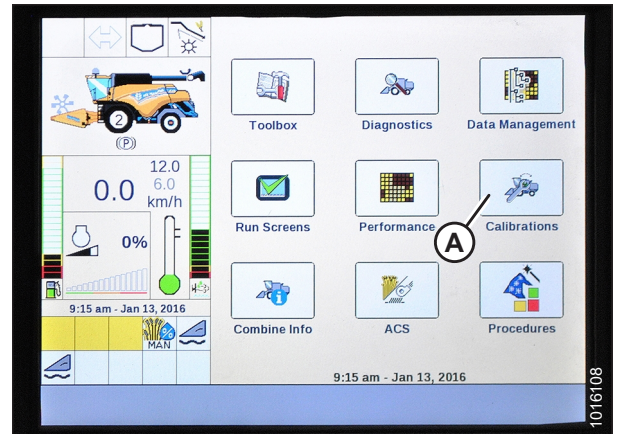 2
(P)
12.0
6.0
0.0 km/h
0%
9:15 am - Jan 13, 2016
MAN
Toolbox
Diagnostics
Data Management
Run Screens
Performance
Calibrations
A
Combine Info
ACS
Procedures
9:15 am - Jan 13, 2016
1016108